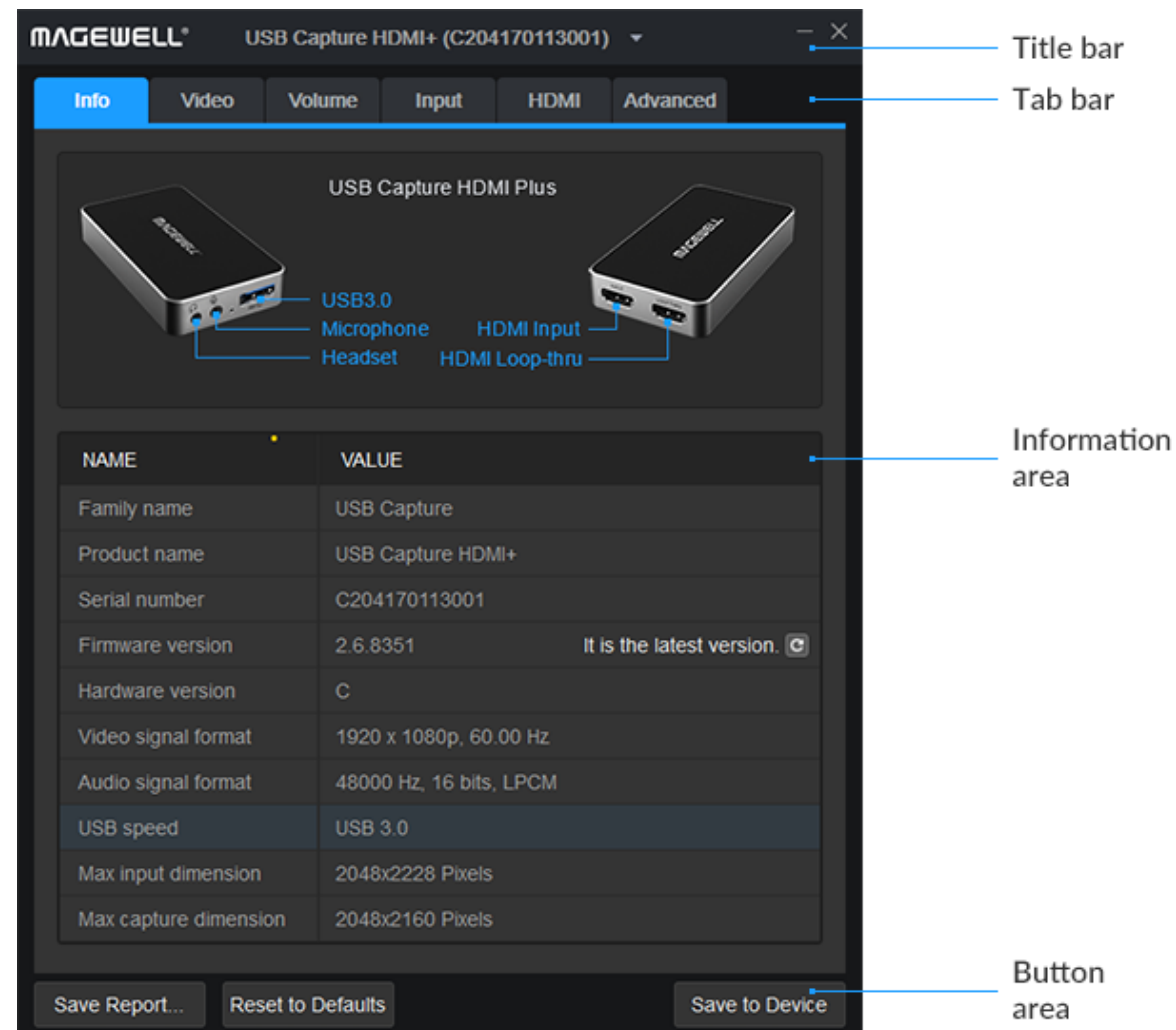 MAGEWELL® USB Capture HDMI+ (C204170113001)
Title bar
Info Video Volume Input HDMI Advanced
Tab bar
USB Capture HDMI Plus
MAGEWELL
MAGEWELL
USB3.0
Microphone HDMI Input
Headset HDMI Loop-thru
NAME VALUE
Information
area
Family name USB Capture
Product name USB Capture HDMI+
Serial number C204170113001
Firmware version 2.6.8351 It is the latest version.
Hardware version C
Video signal format 1920 x 1080p, 60.00 Hz
Audio signal format 48000 Hz, 16 bits, LPCM
USB speed USB 3.0
Max input dimension 2048x2228 Pixels
Max capture dimension 2048x2160 Pixels
Save Report... Reset to Defaults Save to Device
Button
area